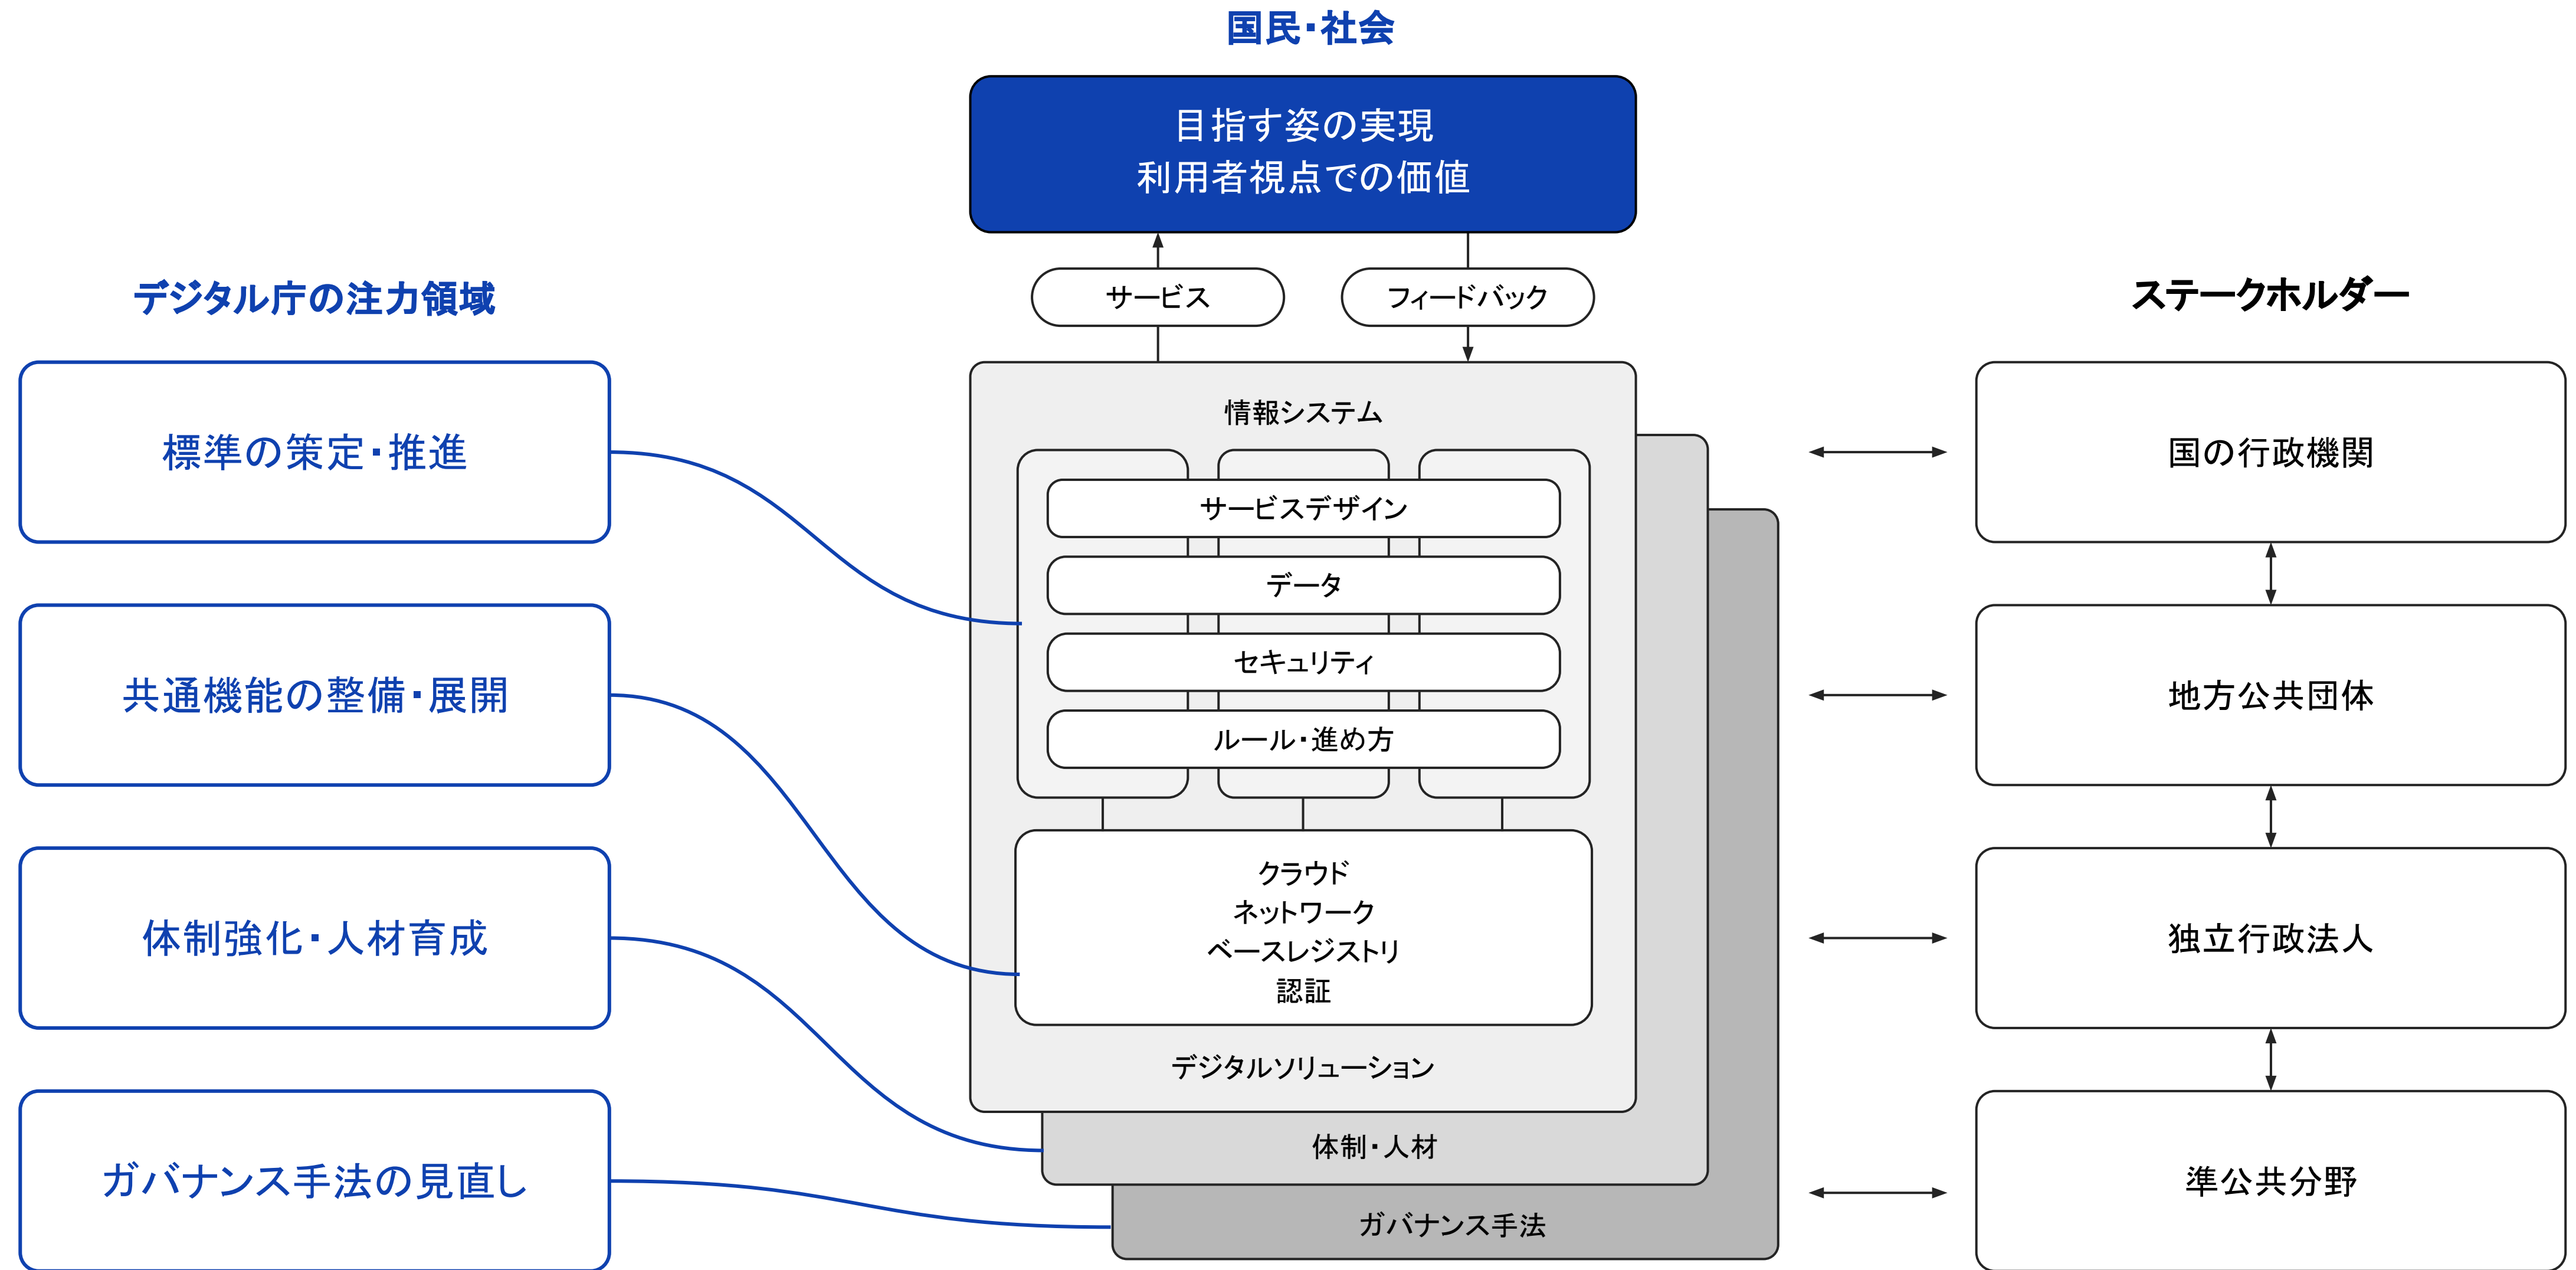 国民・社会
目指す姿の実現
利用者視点での価値
サービス
フィードバック
デジタル庁の注力領域
標準の策定・推進
共通機能の整備・展開
体制強化・人材育成
ガバナンス手法の見直し
情報システム
サービスデザイン
データ
セキュリティ
ルール・進め方
クラウド
ネットワーク
ベースレジストリ
認証
デジタルソリューション
体制・人材
ガバナンス手法
ステークホルダー
国の行政機関
地方公共団体
独立行政法人
準公共分野